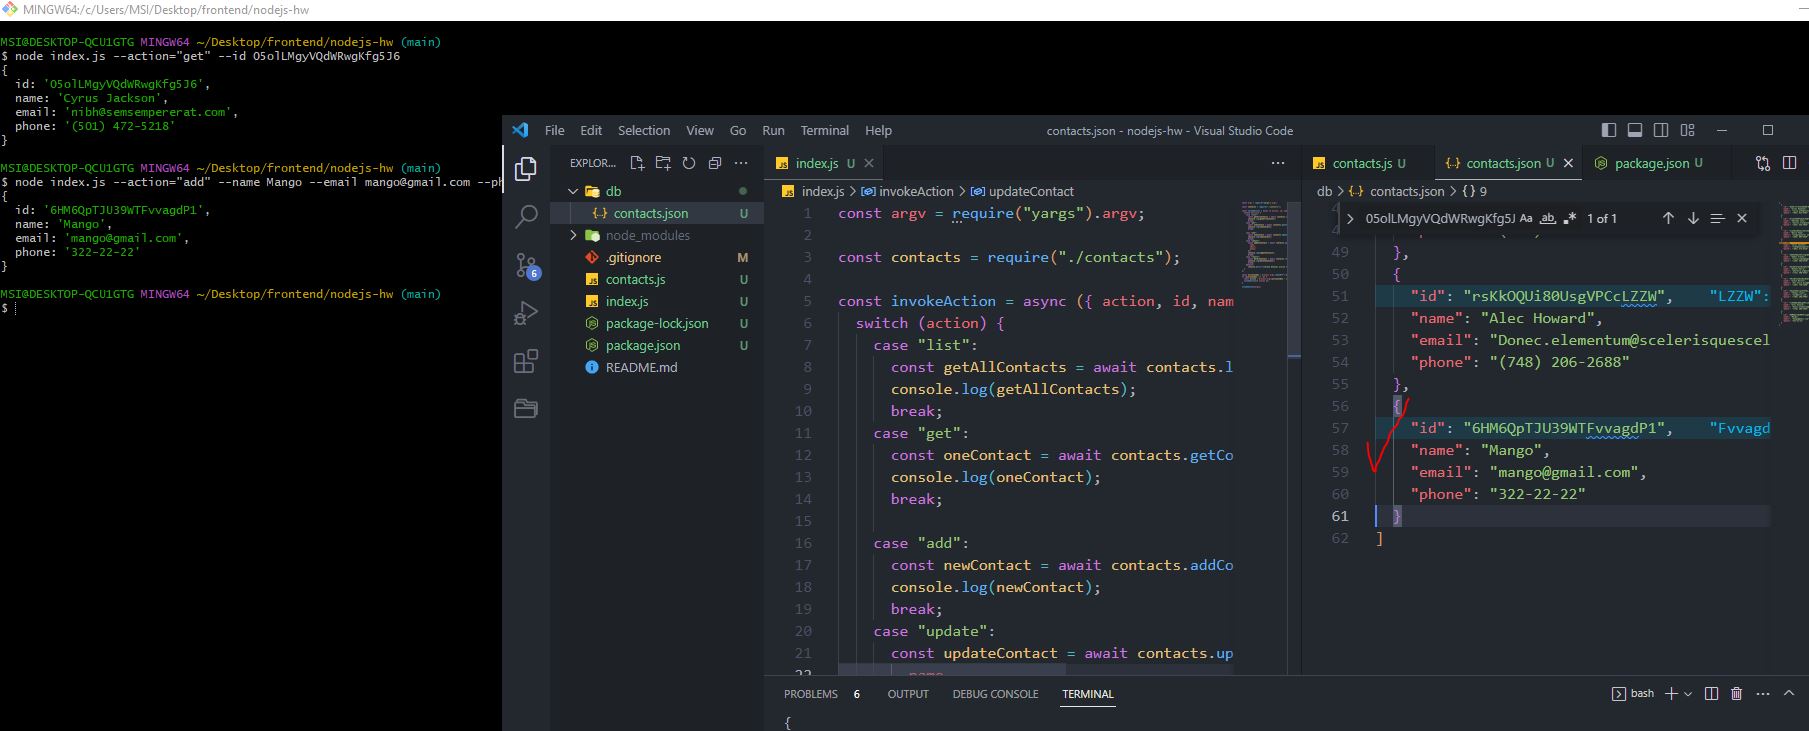 MINGW64:/c/Users/MSI/Desktop/frontend/nodejs-hw
MSI@DESKTOP-QCU1GTG MINGW64 ~/Desktop/frontend/nodejs-hw (main)
$ node index.js --action="get" --id O5olLMgyVQdWRwgKfg5J6
{
id: 'O5olLMgyVQdWRwgKfg5J6',
name: 'Cyrus Jackson',
email: 'nibh@semsempererat.com',
phone: '(501) 472-5218'
}
MSI@DESKTOP-QCU1GTG MINGW64 ~/Desktop/frontend/nodejs-hw (main)
$ node index.js --action="add" --name Mango --email mango@gmail.com --ph
{
id: '6HM6QpTJU39WTFvvagdP1',
name: 'Mango',
email: 'mango@gmail.com',
phone: '322-22-22'
}
MSI@DESKTOP-QCU1GTG MINGW64 ~/Desktop/frontend/nodejs-hw (main)
$
File Edit Selection View Go Run Terminal Help
contacts.json - nodejs-hw - Visual Studio Code
EXPLOR...
db
contacts.json U
node_modules
.gitignore M
contacts.js U
index.js U
package-lock.json U
package.json U
README.md
6
index.js U
index.js > invokeAction > updateContact
1 const argv = require("yargs").argv;
2
3 const contacts = require("./contacts");
4
5 const invokeAction = async ({ action, id, nam
6 switch (action) {
7 case "list":
8 const getAllContacts = await contacts.l
9 console.log(getAllContacts);
10 break;
11 case "get":
12 const oneContact = await contacts.getCo
13 console.log(oneContact);
14 break;
15
16 case "add":
17 const newContact = await contacts.addCo
18 console.log(newContact);
19 break;
20 case "update":
21 const updateContact = await contacts.up
22 name
contacts.js U
contacts.json U
package.json U
db > contacts.json > {} 9
O5olLMgyVQdWRwgKfg5J Aa ab 1 of 1
49 },
50 {
51 "id": "rsKkOQUi80UsgVPCcLZZW", "LZZW":
52 "name": "Alec Howard",
53 "email": "Donec.elementum@scelerisquescel
54 "phone": "(748) 206-2688"
55 },
56 {
57 "id": "6HM6QpTJU39WTFvvagdP1", "Fvvagd
58 "name": "Mango",
59 "email": "mango@gmail.com",
60 "phone": "322-22-22"
61 }
62 ]
PROBLEMS 6 OUTPUT DEBUG CONSOLE TERMINAL
bash
{